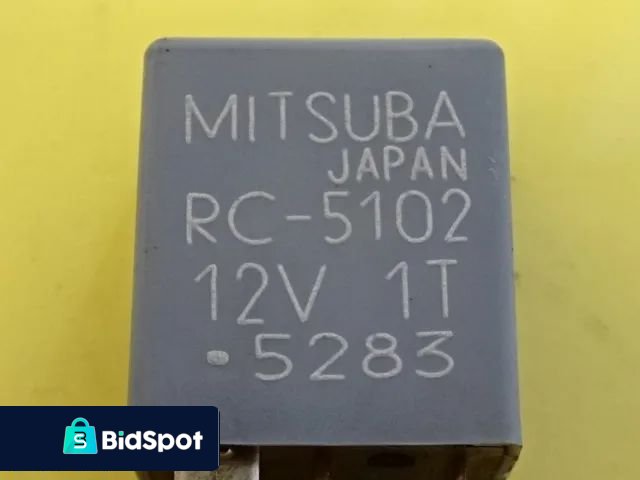 MITSUBA
JAPAN
RC-5102
12V 1T
·5283
BidSpot